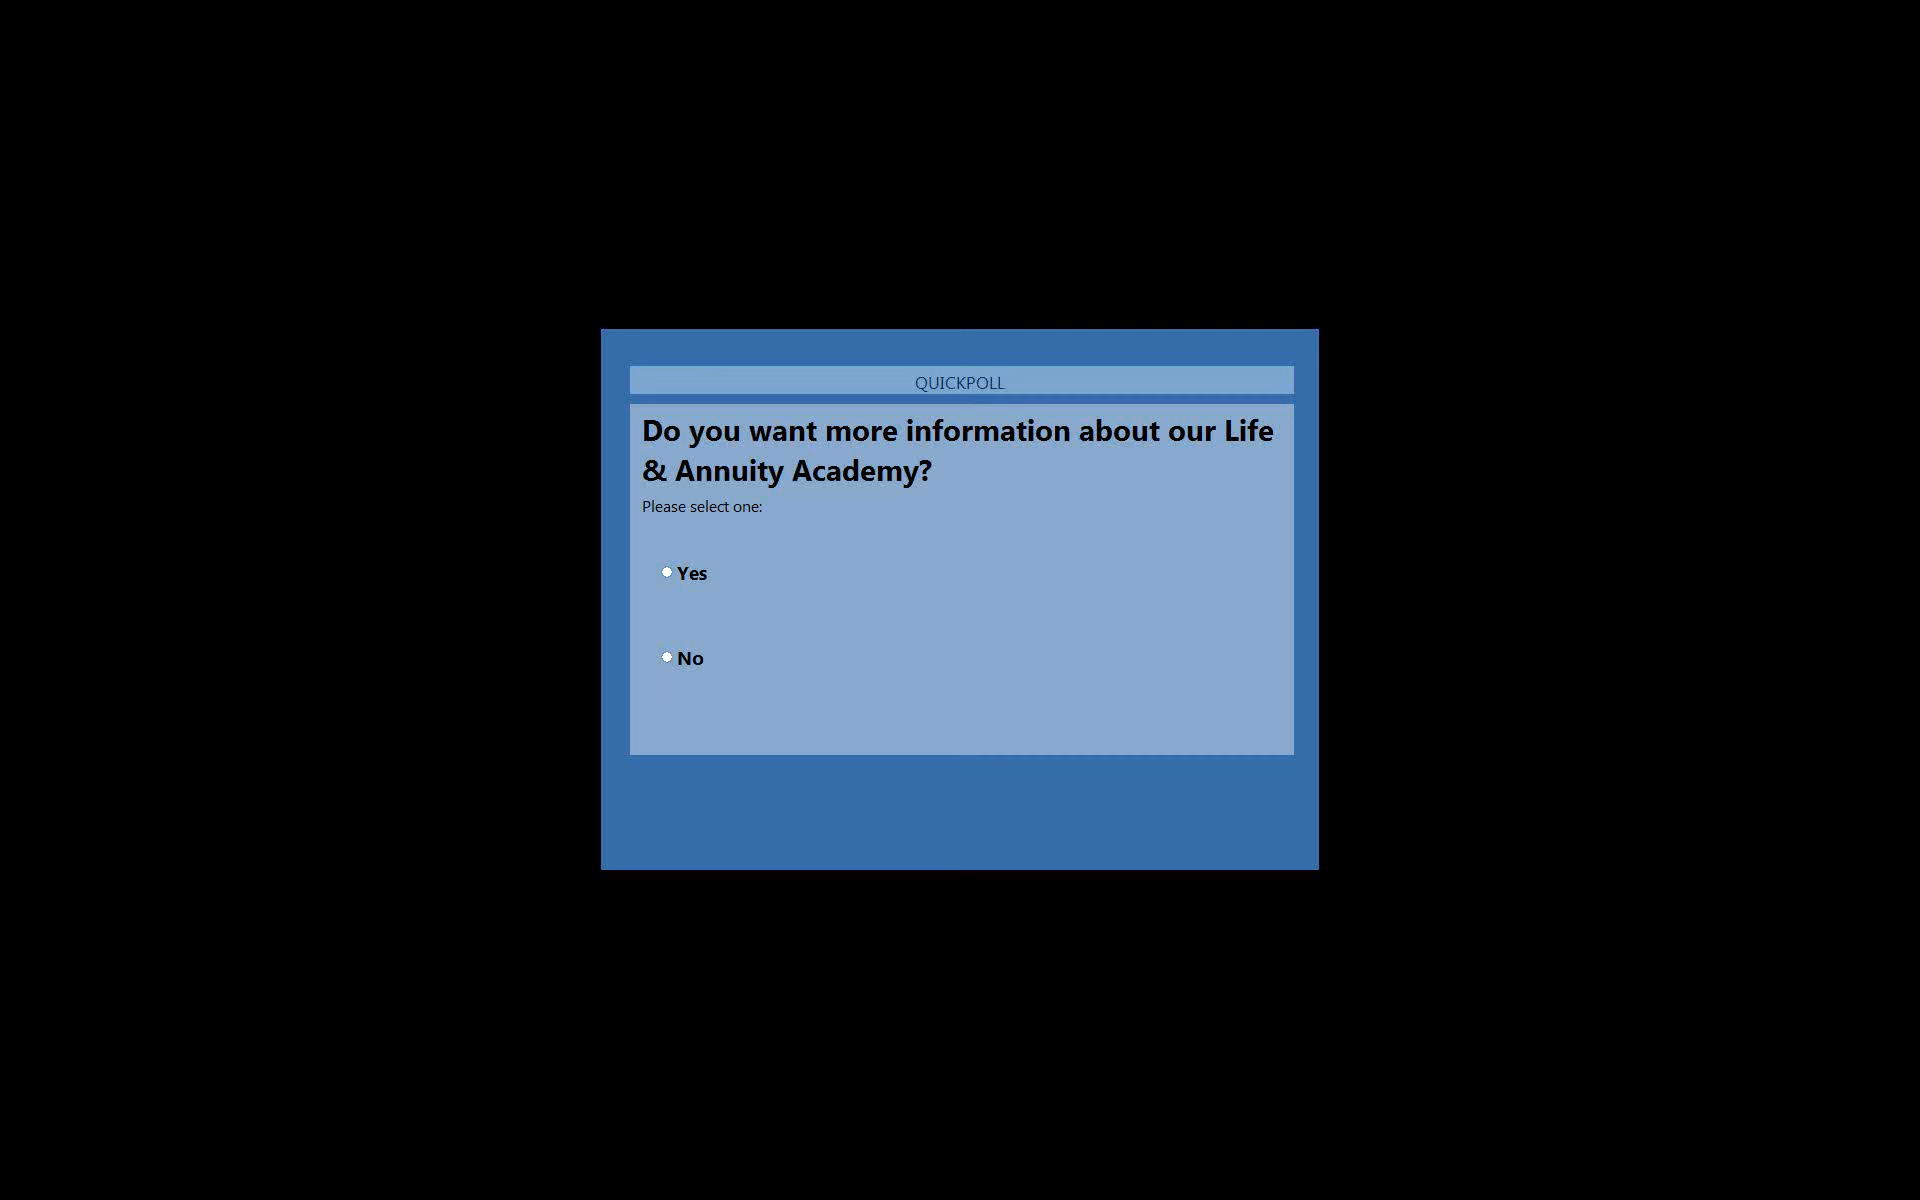 QUICKPOLL
Do you want more information about our Life
& Annuity Academy?
Please select one:
Yes
No